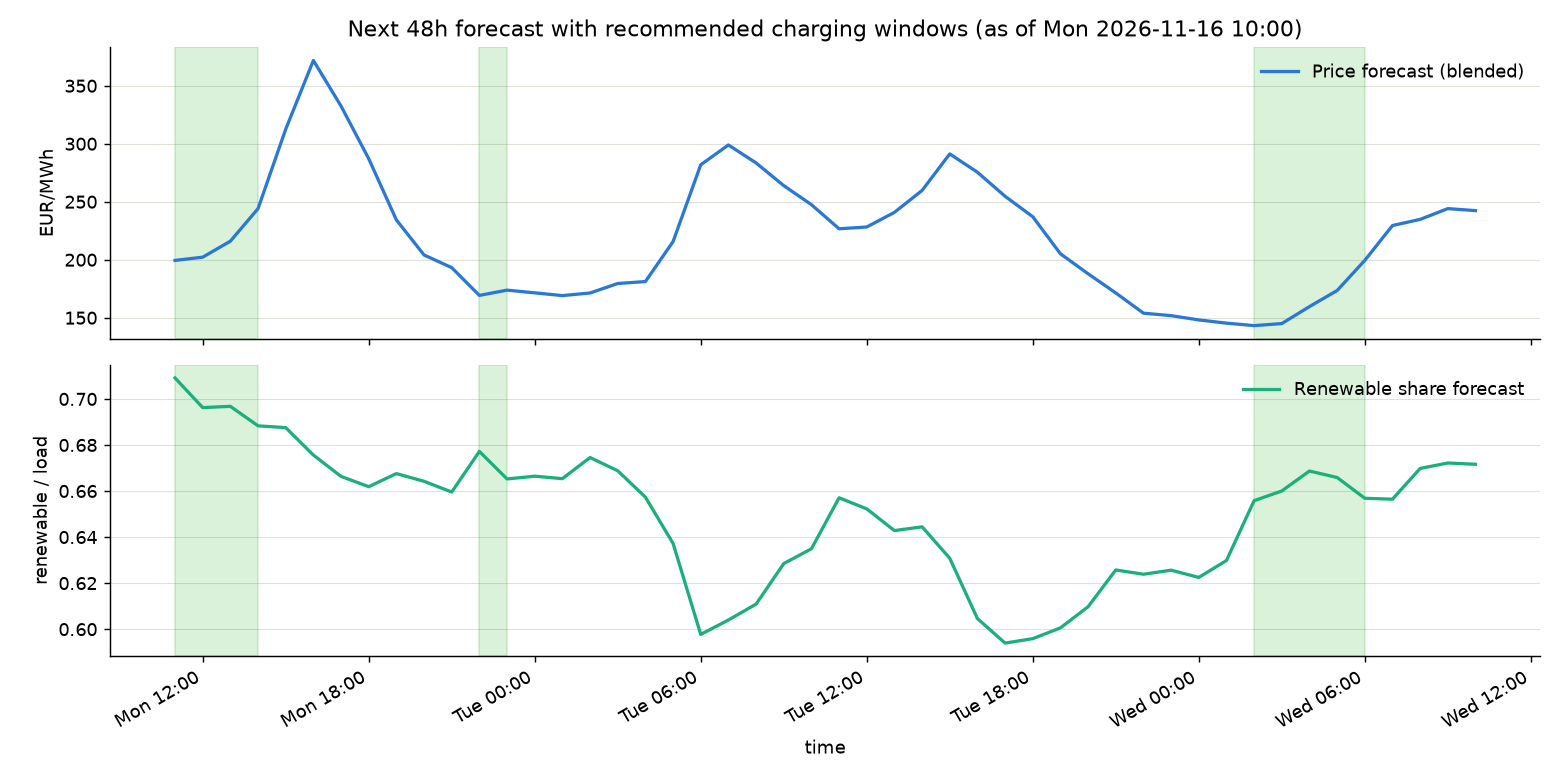 Next 48h forecast with recommended charging windows (as of Mon 2026-11-16 10:00)
Price forecast (blended)
EUR/MWh
350
300
250
200
150
Renewable share forecast
renewable / load
0.70
0.68
0.66
0.64
0.62
0.60
Mon 12:00
Mon 18:00
Tue 00:00
Tue 06:00
Tue 12:00
Tue 18:00
Wed 00:00
Wed 06:00
Wed 12:00
time